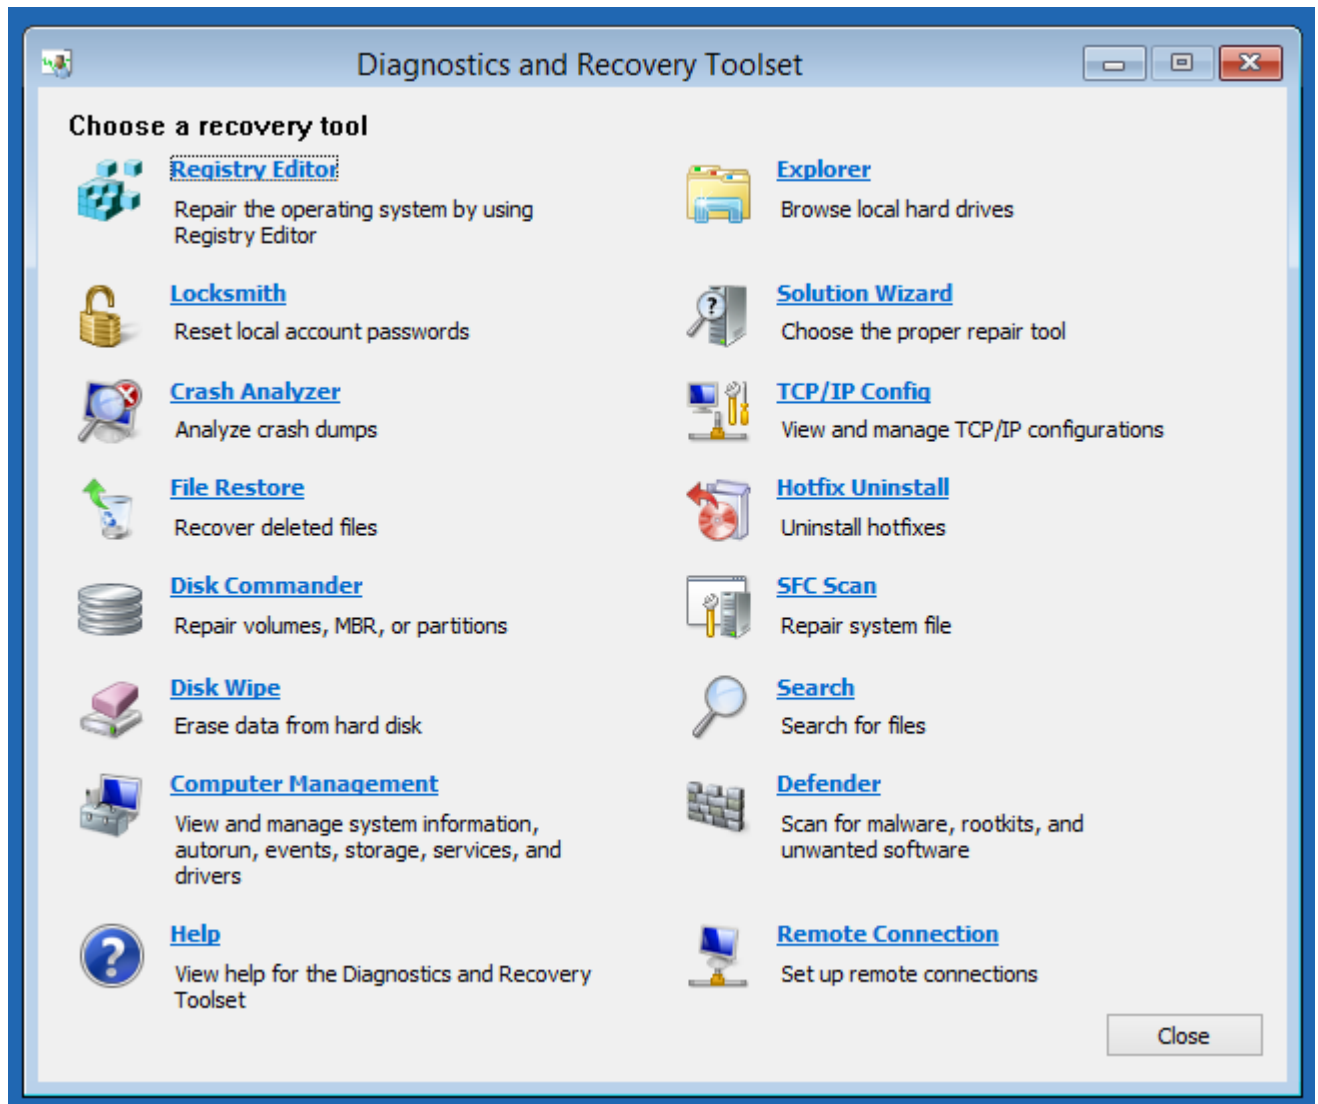 Diagnostics and Recovery Toolset
Choose a recovery tool
Registry Editor
Repair the operating system by using
Registry Editor
Explorer
Browse local hard drives
Locksmith
Reset local account passwords
Solution Wizard
Choose the proper repair tool
Crash Analyzer
Analyze crash dumps
TCP/IP Config
View and manage TCP/IP configurations
File Restore
Recover deleted files
Hotfix Uninstall
Uninstall hotfixes
Disk Commander
Repair volumes, MBR, or partitions
SFC Scan
Repair system file
Disk Wipe
Erase data from hard disk
Search
Search for files
Computer Management
View and manage system information,
autorun, events, storage, services, and
drivers
Defender
Scan for malware, rootkits, and
unwanted software
Help
View help for the Diagnostics and Recovery
Toolset
Remote Connection
Set up remote connections
Close